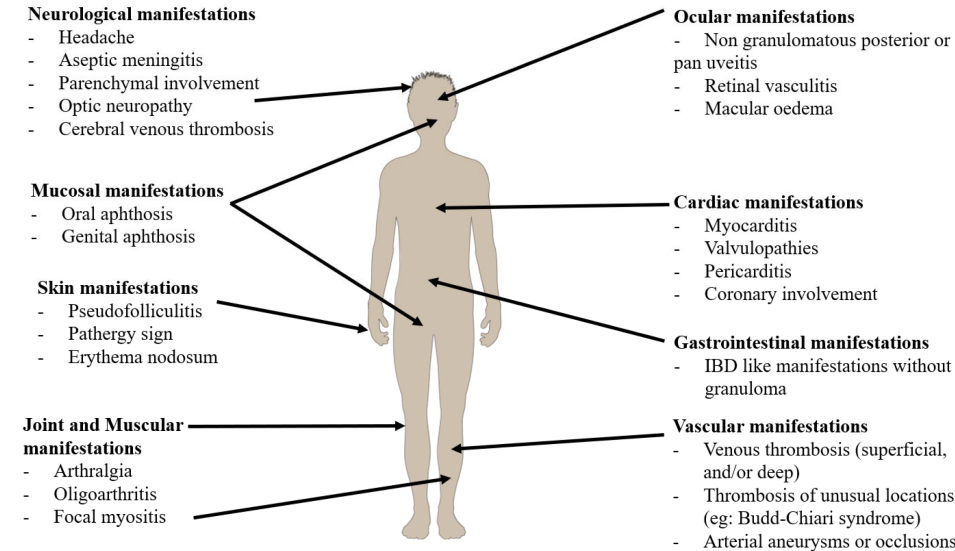 Neurological manifestations
- Headache
- Aseptic meningitis
- Parenchymal involvement
- Optic neuropathy
- Cerebral venous thrombosis
Mucosal manifestations
- Oral aphthosis
- Genital aphthosis
Skin manifestations
- Pseudofolliculitis
- Pathergy sign
- Erythema nodosum
Joint and Muscular
manifestations
- Arthralgia
- Oligoarthritis
- Focal myositis
Ocular manifestations
- Non granulomatous posterior or
pan uveitis
- Retinal vasculitis
- Macular oedema
Cardiac manifestations
- Myocarditis
- Valvulopathies
- Pericarditis
- Coronary involvement
Gastrointestinal manifestations
- IBD like manifestations without
granuloma
Vascular manifestations
- Venous thrombosis (superficial,
and/or deep)
- Thrombosis of unusual locations
(eg: Budd-Chiari syndrome)
- Arterial aneurysms or occlusions